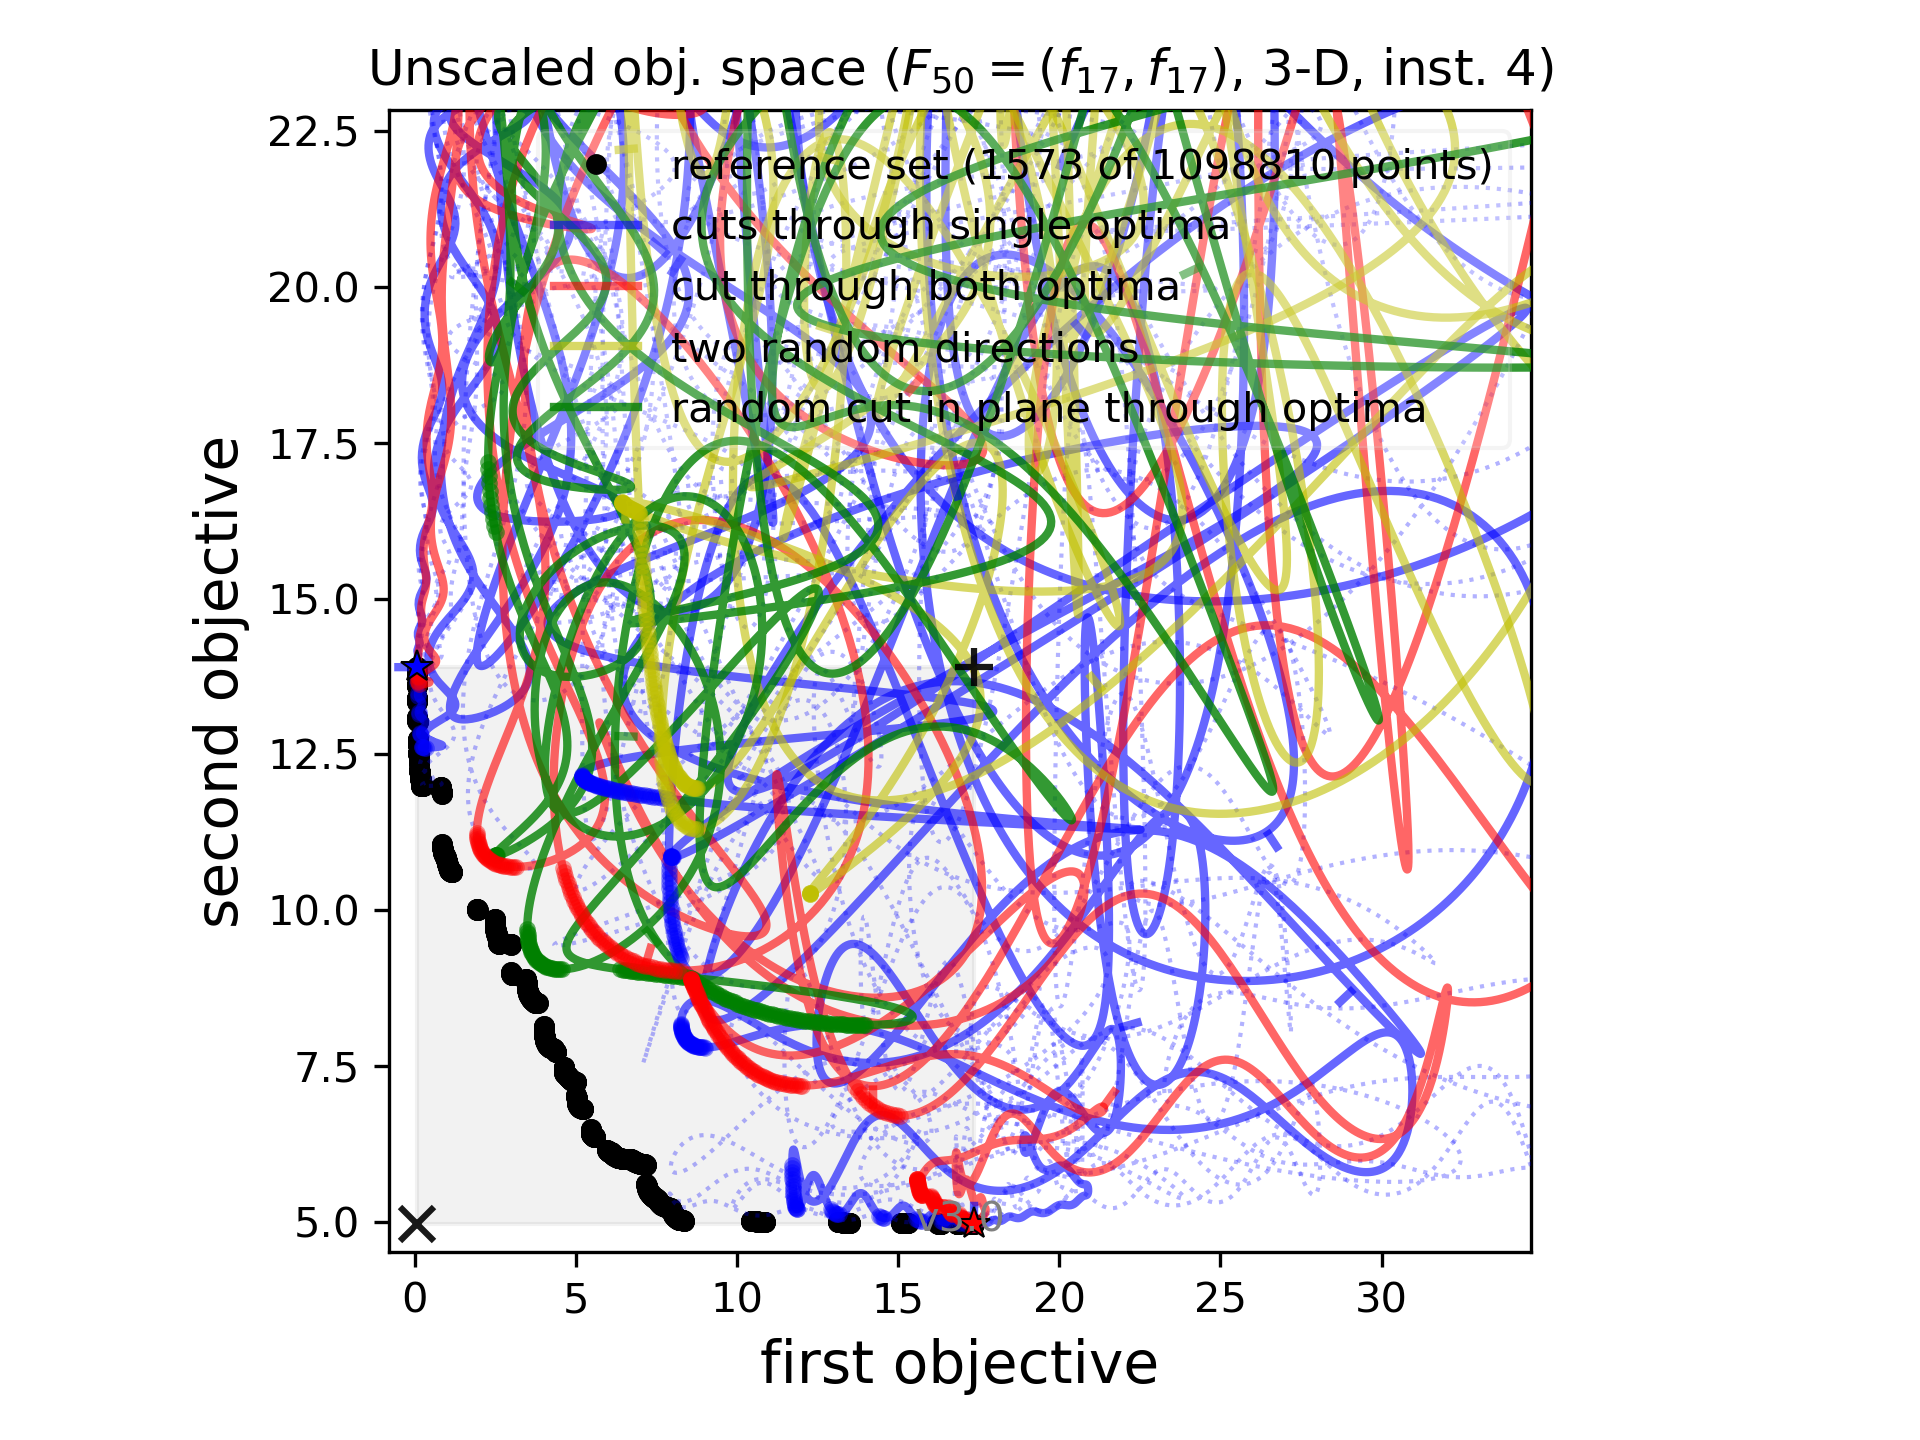 Unscaled obj. space (F50 = (f17, f17), 3-D, inst. 4)
22.5
20.0
17.5
15.0
12.5
10.0
7.5
5.0
second objective
reference set (1573 of 1098810 points)
cuts through single optima
cut through both optima
two random directions
random cut in plane through optima
v3.0
0 5 10 15 20 25 30
first objective